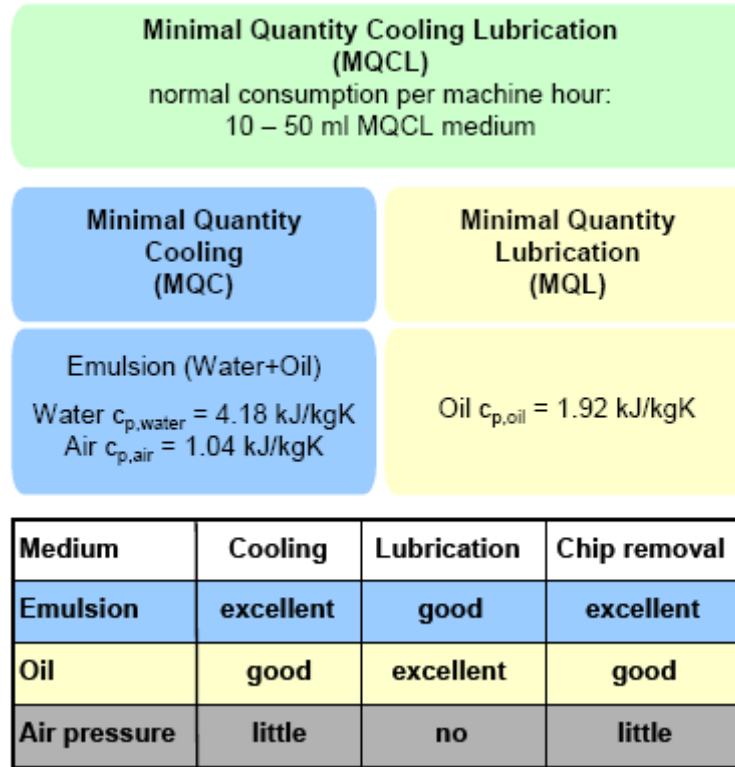 Minimal Quantity Cooling Lubrication
(MQCL)
normal consumption per machine hour:
10 – 50 ml MQCL medium
Minimal Quantity
Cooling
(MQC)
Minimal Quantity
Lubrication
(MQL)
Emulsion (Water+Oil)
Water cp,water = 4.18 kJ/kgK
Air cp,air = 1.04 kJ/kgK
Oil cp,oil = 1.92 kJ/kgK
Medium Cooling Lubrication Chip removal
Emulsion excellent good excellent
Oil good excellent good
Air pressure little no little